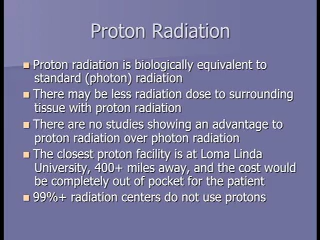 Proton Radiation
Proton radiation is biologically equivalent to
standard (photon) radiation
There may be less radiation dose to surrounding
tissue with proton radiation
There are no studies showing an advantage to
proton radiation over photon radiation
The closest proton facility is at Loma Linda
University, 400+ miles away, and the cost would
be completely out of pocket for the patient
99%+ radiation centers do not use protons